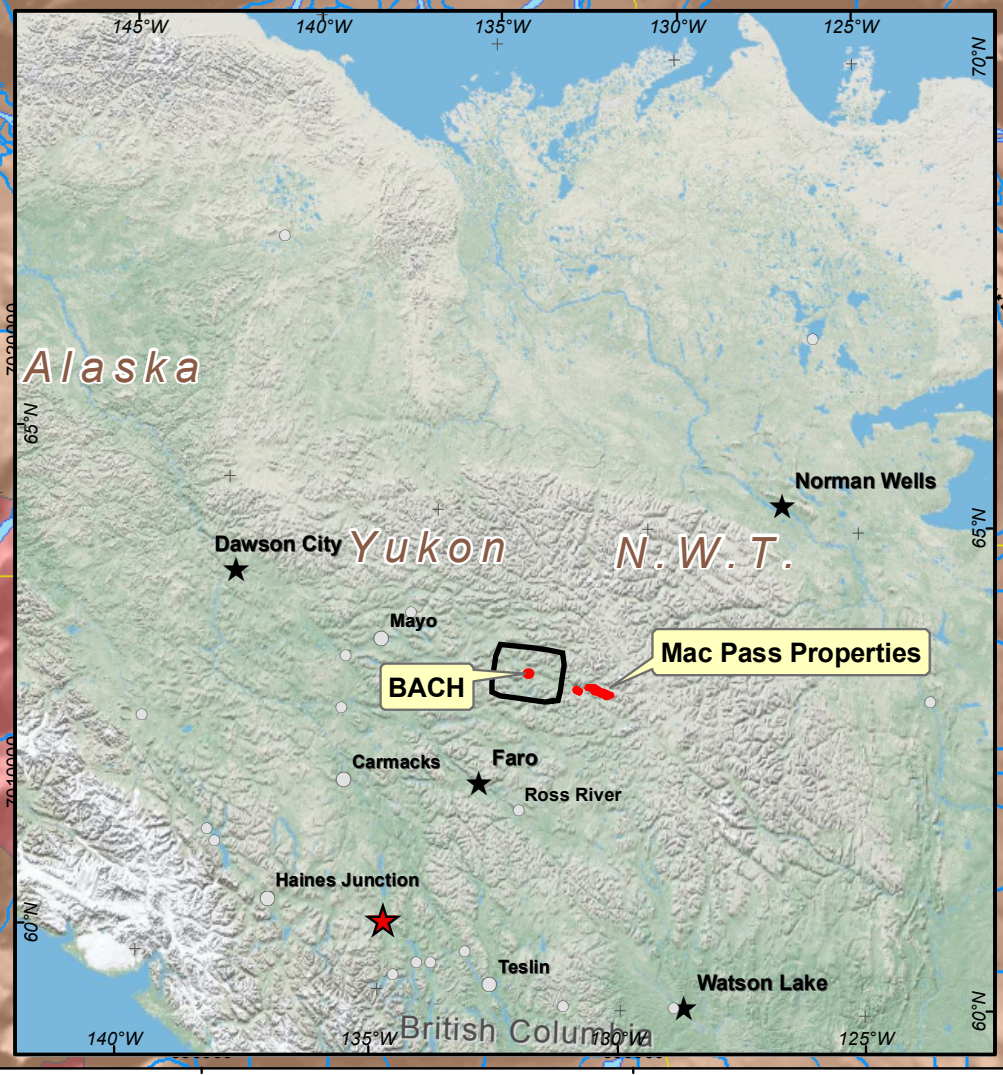 145°W 140°W 135°W 130°W 125°W
70°N
Alaska
65°N
Norman Wells
65°N
Dawson City
Yukon
N.W.T.
Mayo
Mac Pass Properties
BACH
Faro
Carmacks
Ross River
Haines Junction
60°N
Teslin
Watson Lake
60°N
British Columbia
140°W 135°W 130°W 125°W